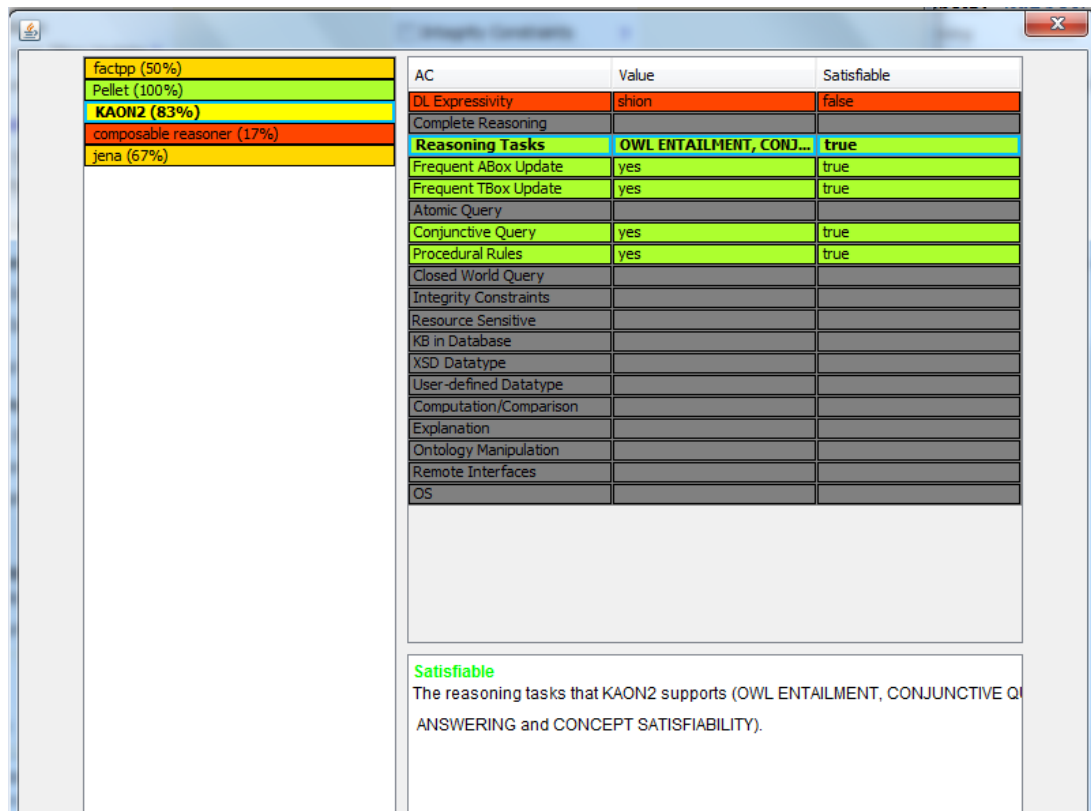 Integrity Constraints
factpp (50%)
Pellet (100%)
KAON2 (83%)
composable reasoner (17%)
jena (67%)
AC Value Satisfiable
DL Expressivity shion false
Complete Reasoning
Reasoning Tasks OWL ENTAILMENT, CONJ... true
Frequent ABox Update yes true
Frequent TBox Update yes true
Atomic Query
Conjunctive Query yes true
Procedural Rules yes true
Closed World Query
Integrity Constraints
Resource Sensitive
KB in Database
XSD Datatype
User-defined Datatype
Computation/Comparison
Explanation
Ontology Manipulation
Remote Interfaces
OS
Satisfiable
The reasoning tasks that KAON2 supports (OWL ENTAILMENT, CONJUNCTIVE
ANSWERING and CONCEPT SATISFIABILITY).